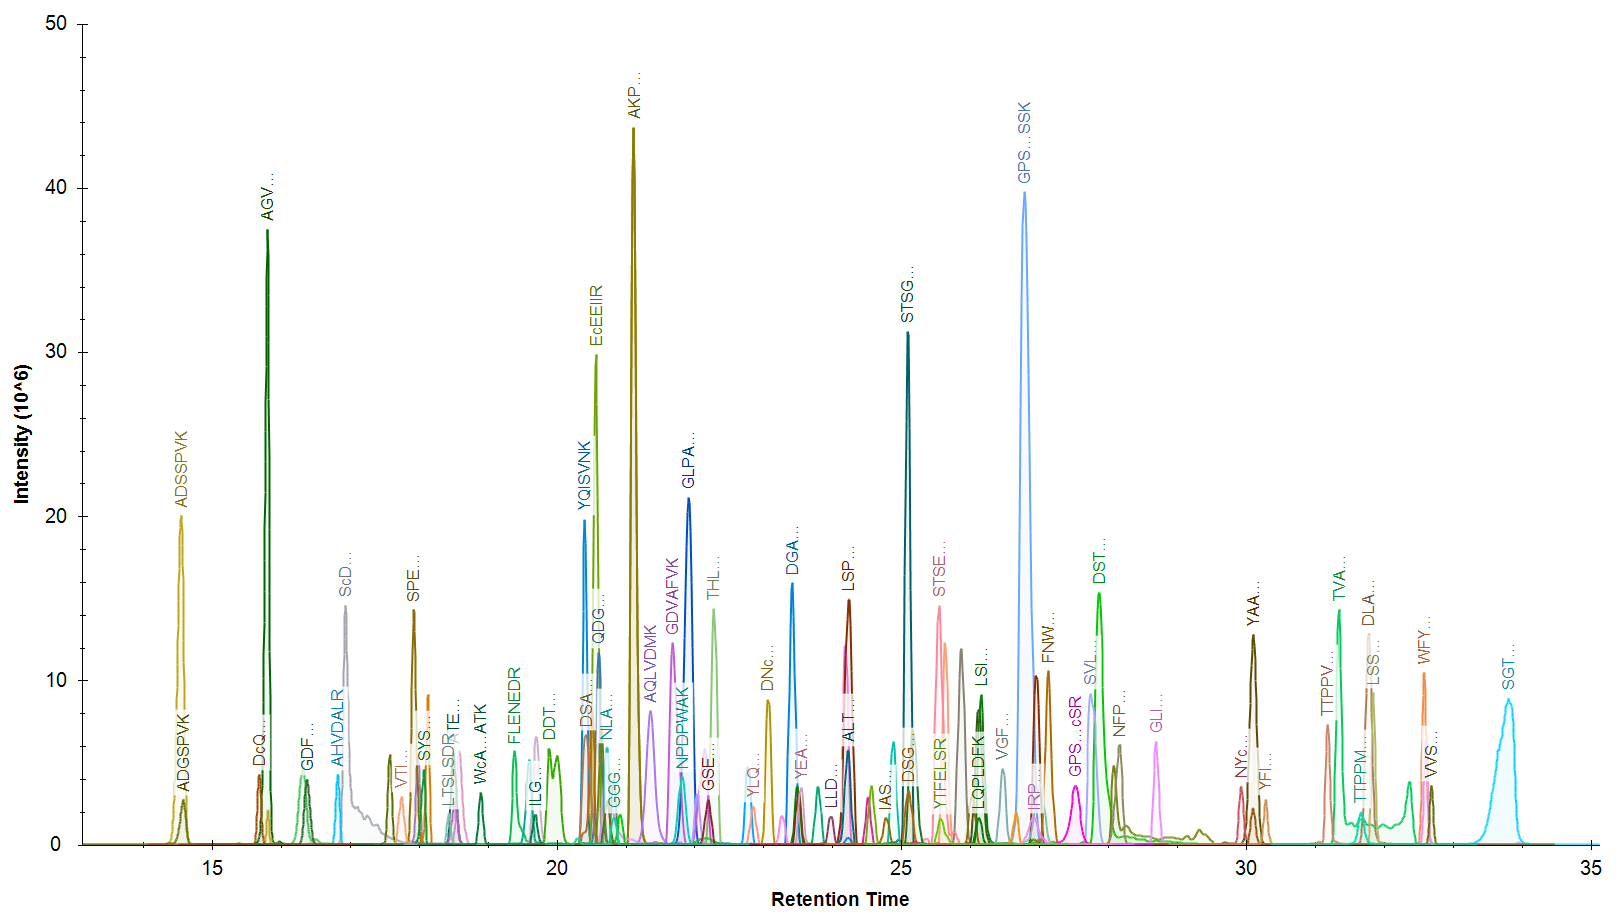 50
40
30
20
10
0
Intensity (10^6)
15
20
25
30
35
Retention Time
ADSSPVK
ADGSPVK
DcQ...
AGV...
GDF...
AHVDALR
ScD...
VTI...
SPE...
SYS...
LTSLSDR
TE...
WcA...ATK
FLENEDR
ILG...
DDT...
YQISVNK
DSA...
EcEEIIR
QDG...
NLA...
GGG...
AKP...
AQLVDMK
GDVAFVK
NPDPWAK
GLPA...
GSE...
THL...
YLQ...
DNc...
DGA...
YEA...
LLD...
ALT...
LSP...
IAS...
DSG...
STSG...
STSE...
YTFELSR
LQPLDFK
LSI...
VGF...
GPS...SSK
IRP...
FNW...
GPS...cSR
SVL...
DST...
NFP...
GLI...
NYc...
YAA...
YFI...
TTPPV...
TVA...
TTPPM...
DLA...
LSS...
WFY...
VVS...
SGT...